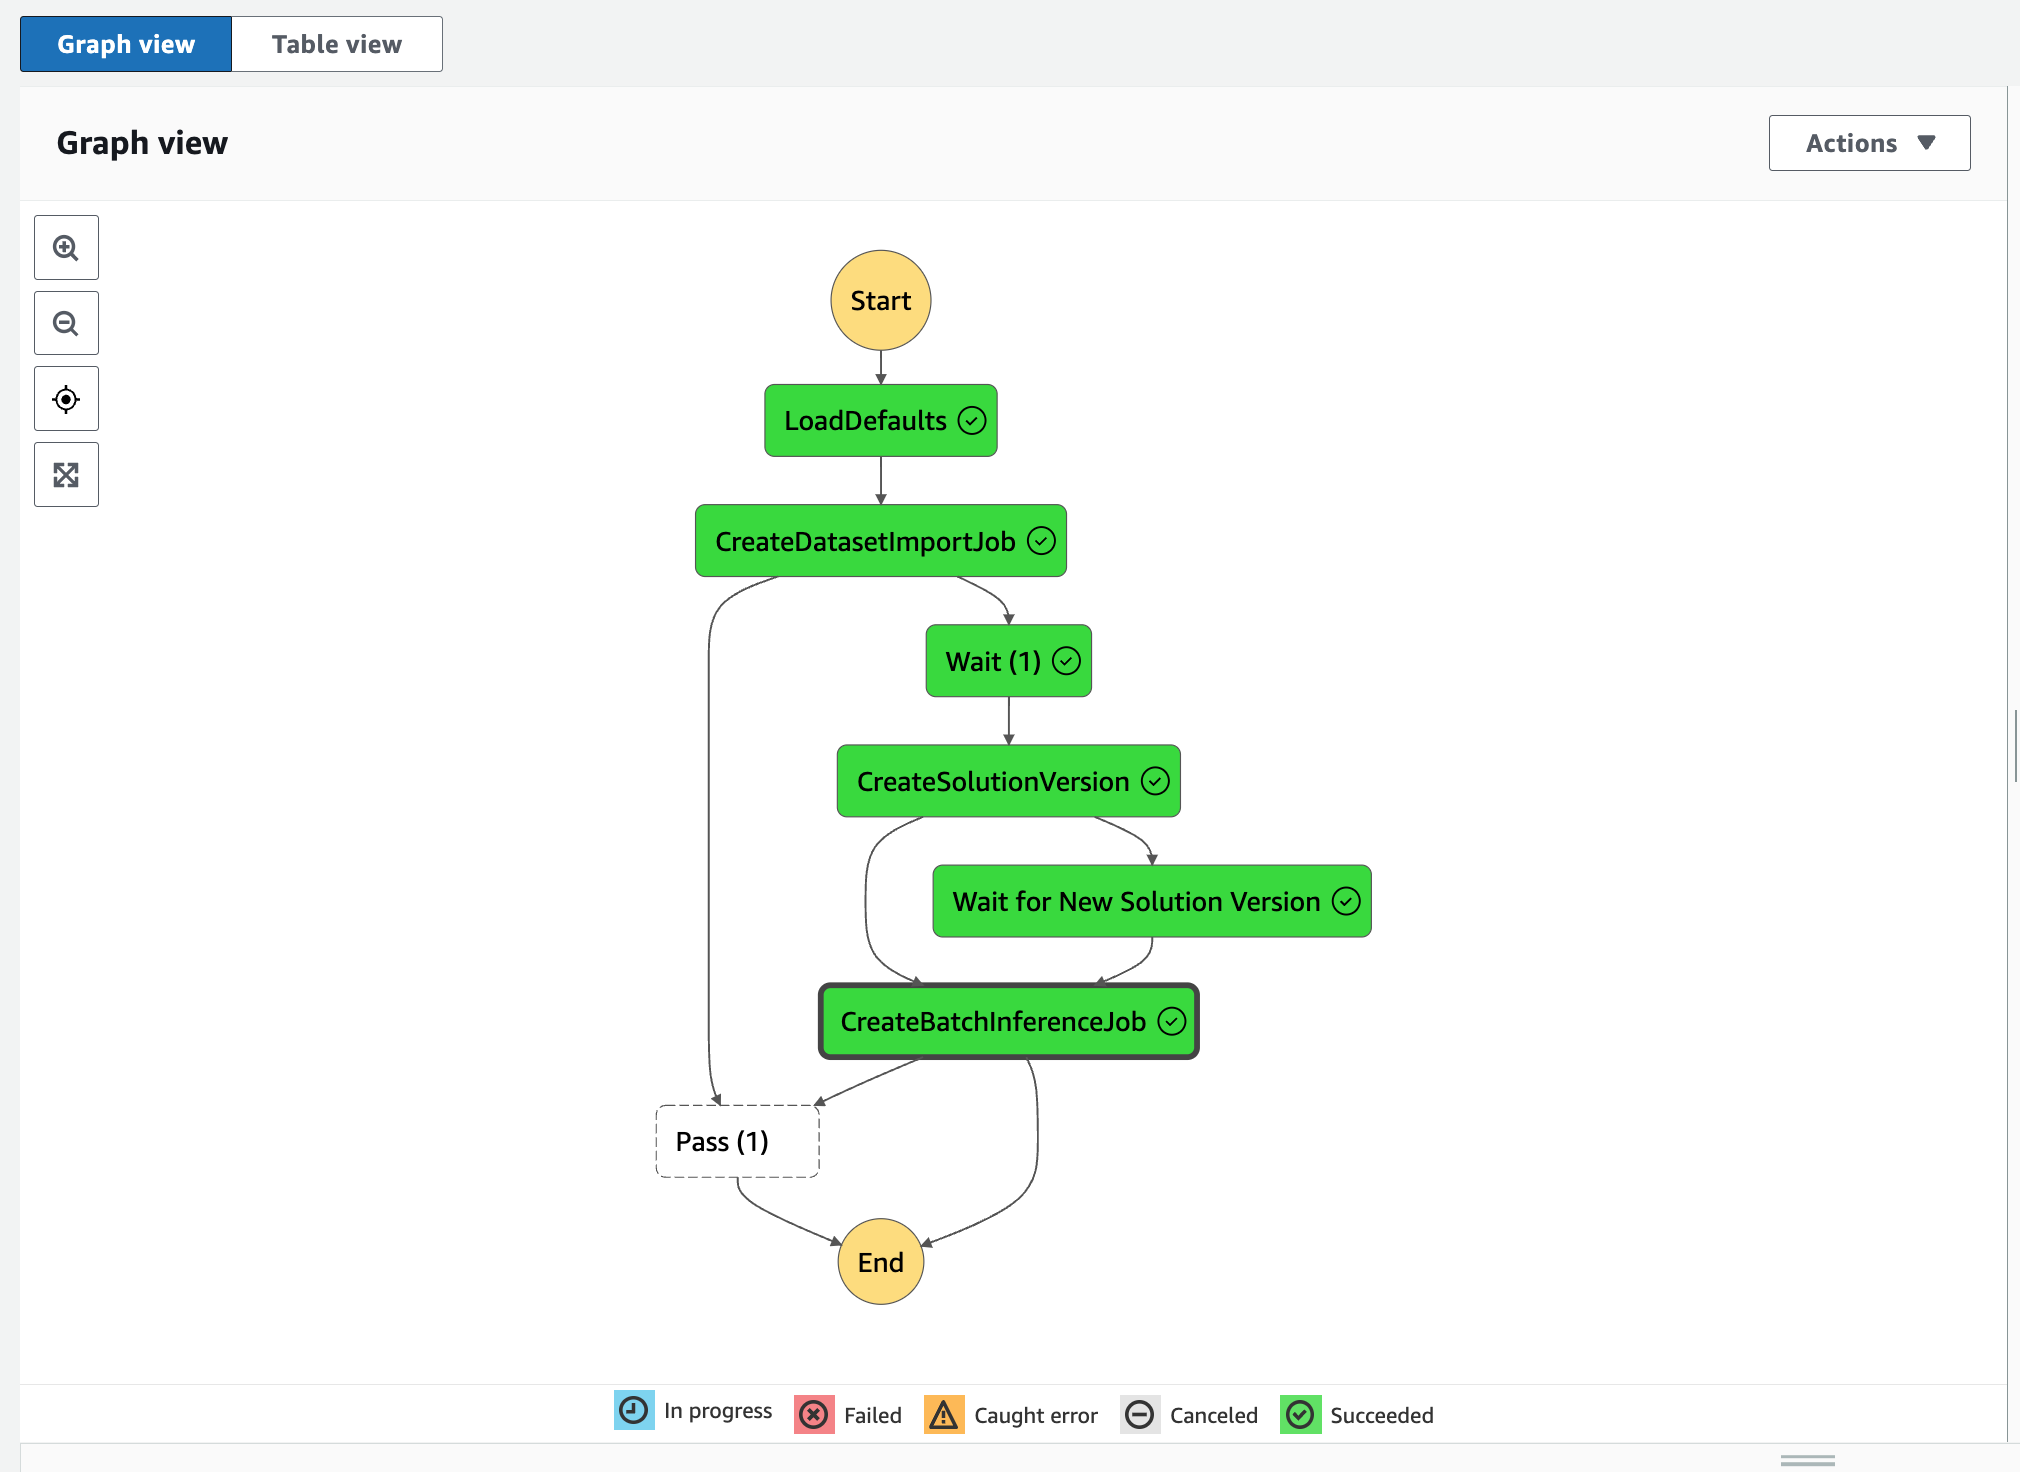 Graph view
Table view
Graph view
Actions
Start
LoadDefaults
CreateDatasetImportJob
Wait (1)
CreateSolutionVersion
Wait for New Solution Version
CreateBatchInferenceJob
Pass (1)
End
In progress
Failed
Caught error
Canceled
Succeeded